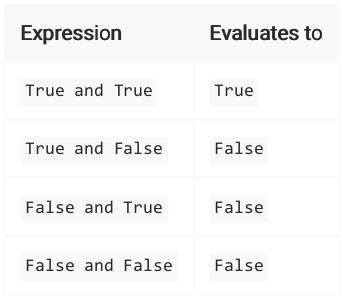 Expression Evaluates to
True and True True
True and False False
False and True False
False and False False